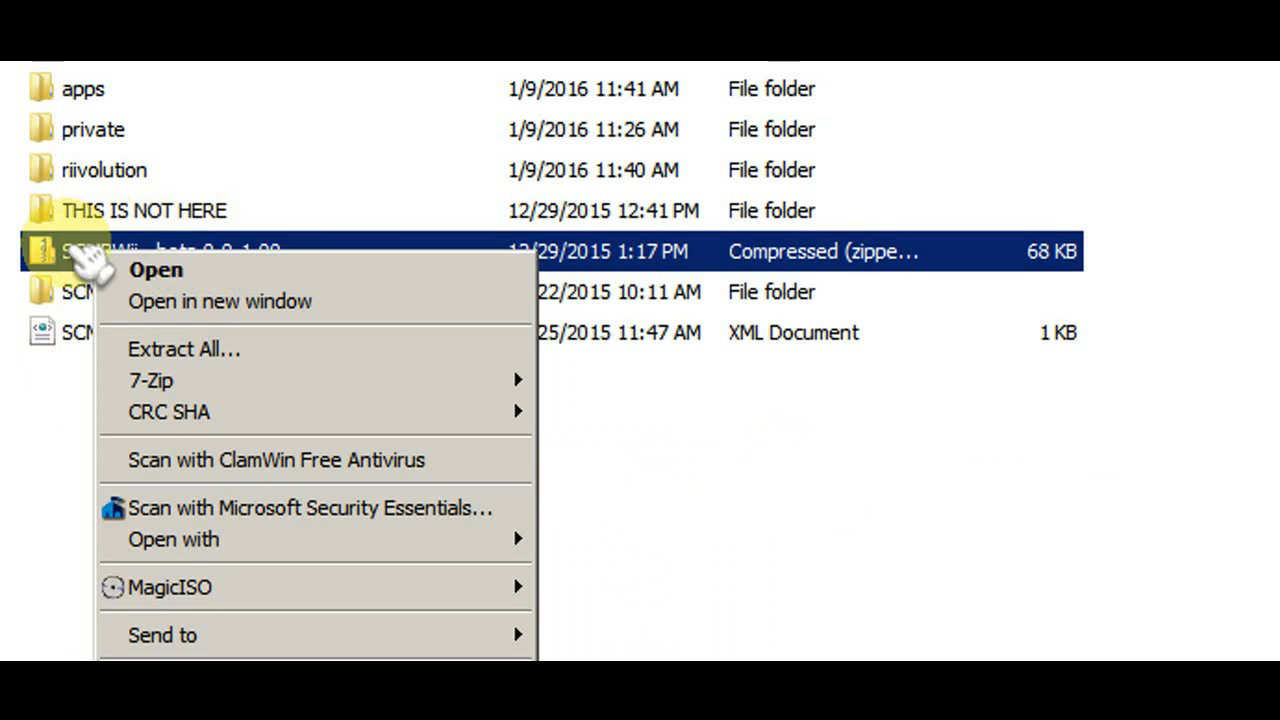 apps 1/9/2016 11:41 AM File folder
private 1/9/2016 11:26 AM File folder
riivolution 1/9/2016 11:40 AM File folder
THIS IS NOT HERE 12/29/2015 12:41 PM File folder
/29/2015 1:17 PM Compressed (zippe... 68 KB
Open
SCM 22/2015 10:11 AM File folder
Open in new window
SCM 25/2015 11:47 AM XML Document 1 KB
Extract All...
7-Zip
CRC SHA
Scan with ClamWin Free Antivirus
Scan with Microsoft Security Essentials...
Open with
MagicISO
Send to